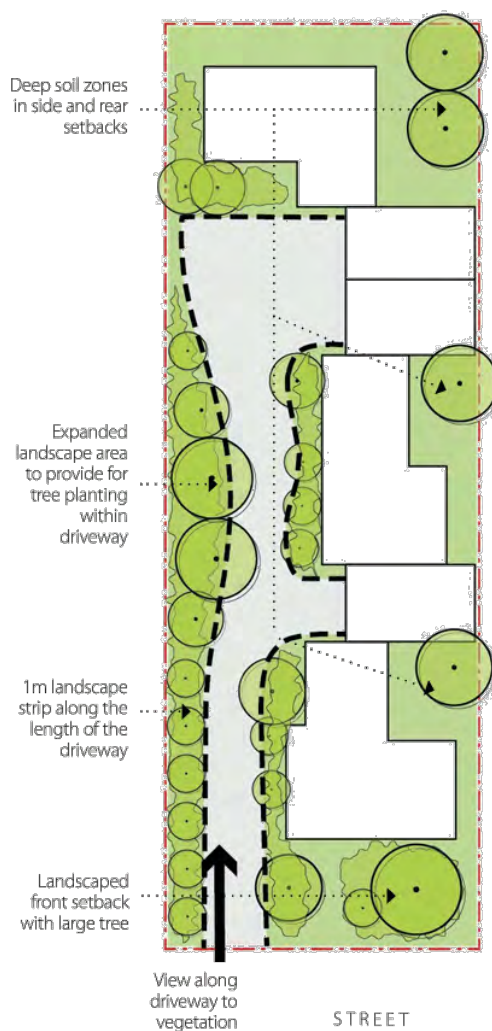 Deep soil zones
in side and rear
setbacks
Expanded
landscape area
to provide for
tree planting
within
driveway
1m landscape
strip along the
length of the
driveway
Landscaped
front setback
with large tree
View along
driveway to
vegetation
STREET